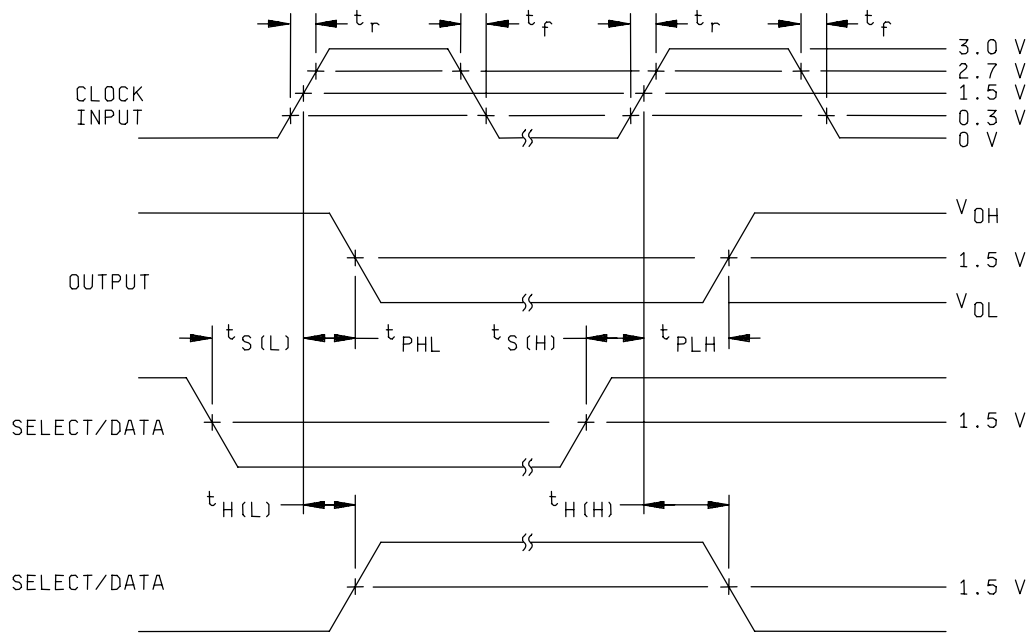 t_r t_f t_r t_f
3.0 V
2.7 V
CLOCK INPUT
1.5 V
0.3 V
0 V
V_OH
OUTPUT
1.5 V
V_OL
t_S(L) t_PHL t_S(H) t_PLH
SELECT/DATA
1.5 V
t_H(L) t_H(H)
SELECT/DATA
1.5 V